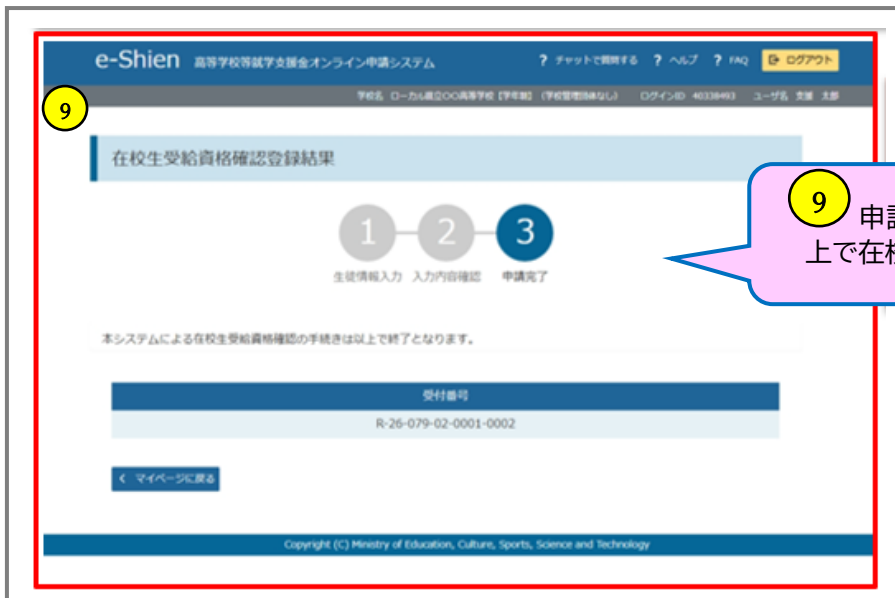 e-Shien 高等学校等就学支援金オンライン申請システム ? チャットで質問する ? ヘルプ ? FAQ ログアウト
学校名 ローカル県立〇〇高等学校【学年制】 (学校管理団体なし) ログインID 40338493 ユーザ名 支援 太郎
9
在校生受給資格確認登録結果
1 2 3
生徒情報入力 入力内容確認 申請完了
9 申請
上で在校
本システムによる在校生受給資格確認の手続きは以上で終了となります。
受付番号
R-26-079-02-0001-0002
マイページに戻る
Copyright (C) Ministry of Education, Culture, Sports, Science and Technology